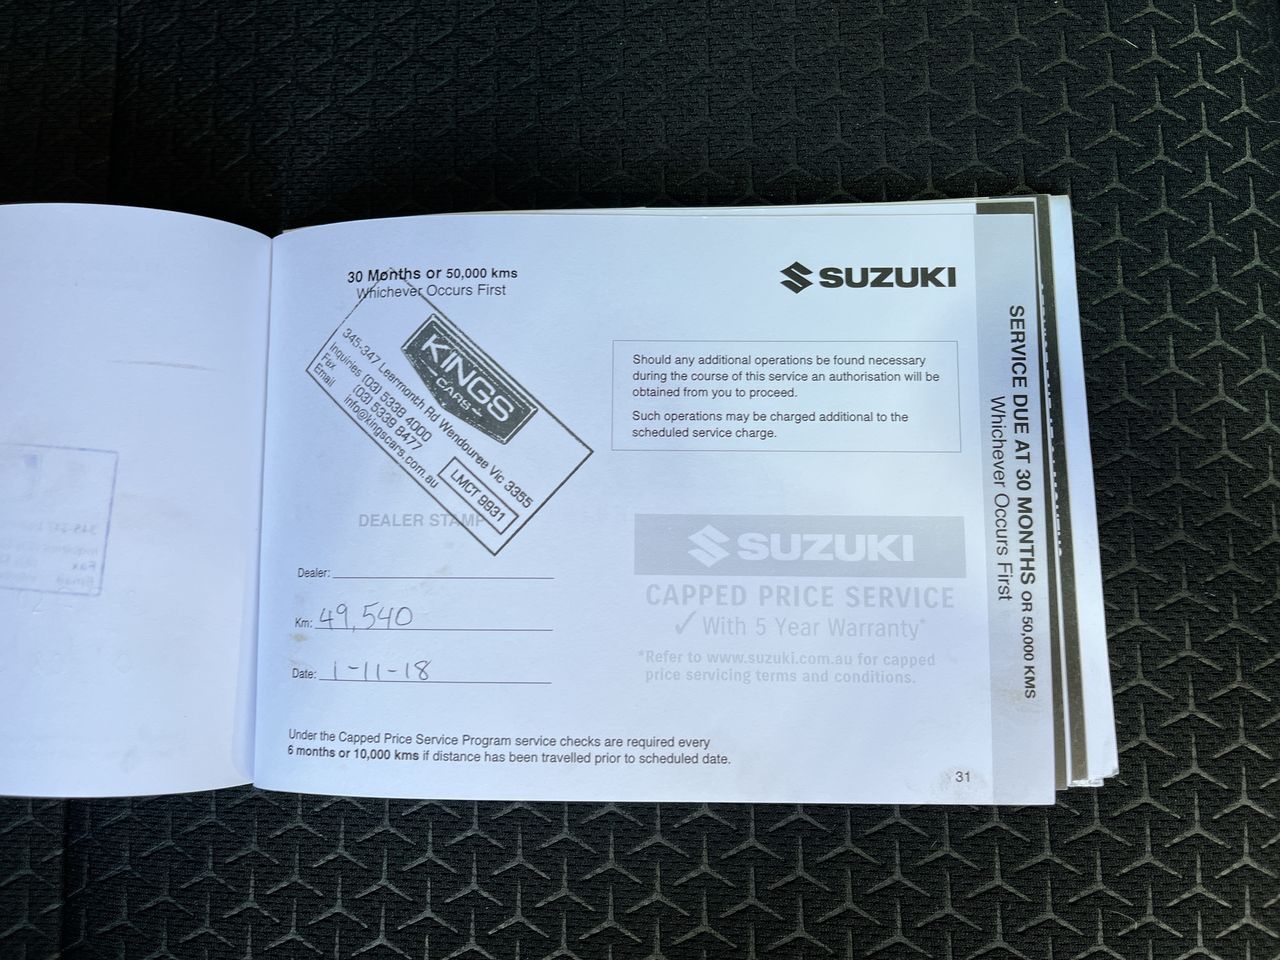 30 Months or 50,000 kms
Whichever Occurs First
SUZUKI
KINGS
CARS
345-347 Learmonth Rd Wendouree Vic 3355
Inquiries (03) 5338 4000
Fax (03) 5339 8477
Email info@kingscars.com.au
LMCT 9931
DEALER STAMP
Should any additional operations be found necessary
during the course of this service an authorisation will be
obtained from you to proceed.
Such operations may be charged additional to the
scheduled service charge.
Dealer:
Km: 49,540
Date: 1-11-18
SUZUKI
CAPPED PRICE SERVICE
✓ With 5 Year Warranty*
*Refer to www.suzuki.com.au for capped
price servicing terms and conditions.
Under the Capped Price Service Program service checks are required every
6 months or 10,000 kms if distance has been travelled prior to scheduled date.
31
SERVICE DUE AT 30 MONTHS OR 50,000 KMS
Whichever Occurs First